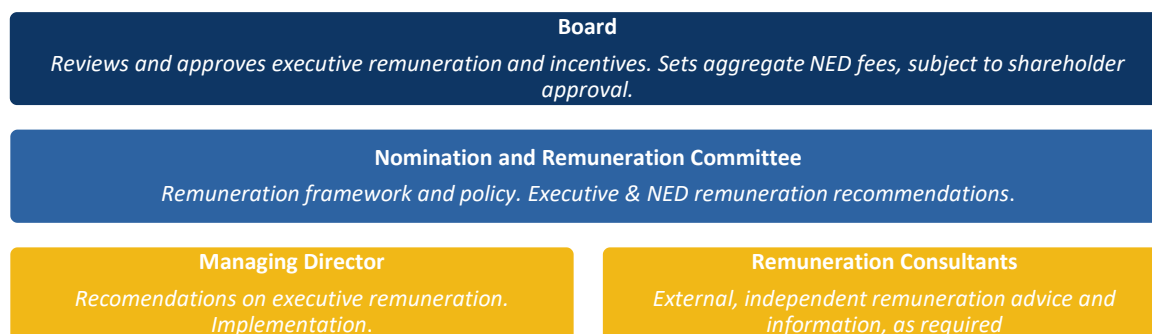 Board
Reviews and approves executive remuneration and incentives. Sets aggregate NED fees, subject to shareholder
approval.
Nomination and Remuneration Committee
Remuneration framework and policy. Executive & NED remuneration recommendations.
Managing Director
Recomendations on executive remuneration.
Implementation.
Remuneration Consultants
External, independent remuneration advice and
information, as required